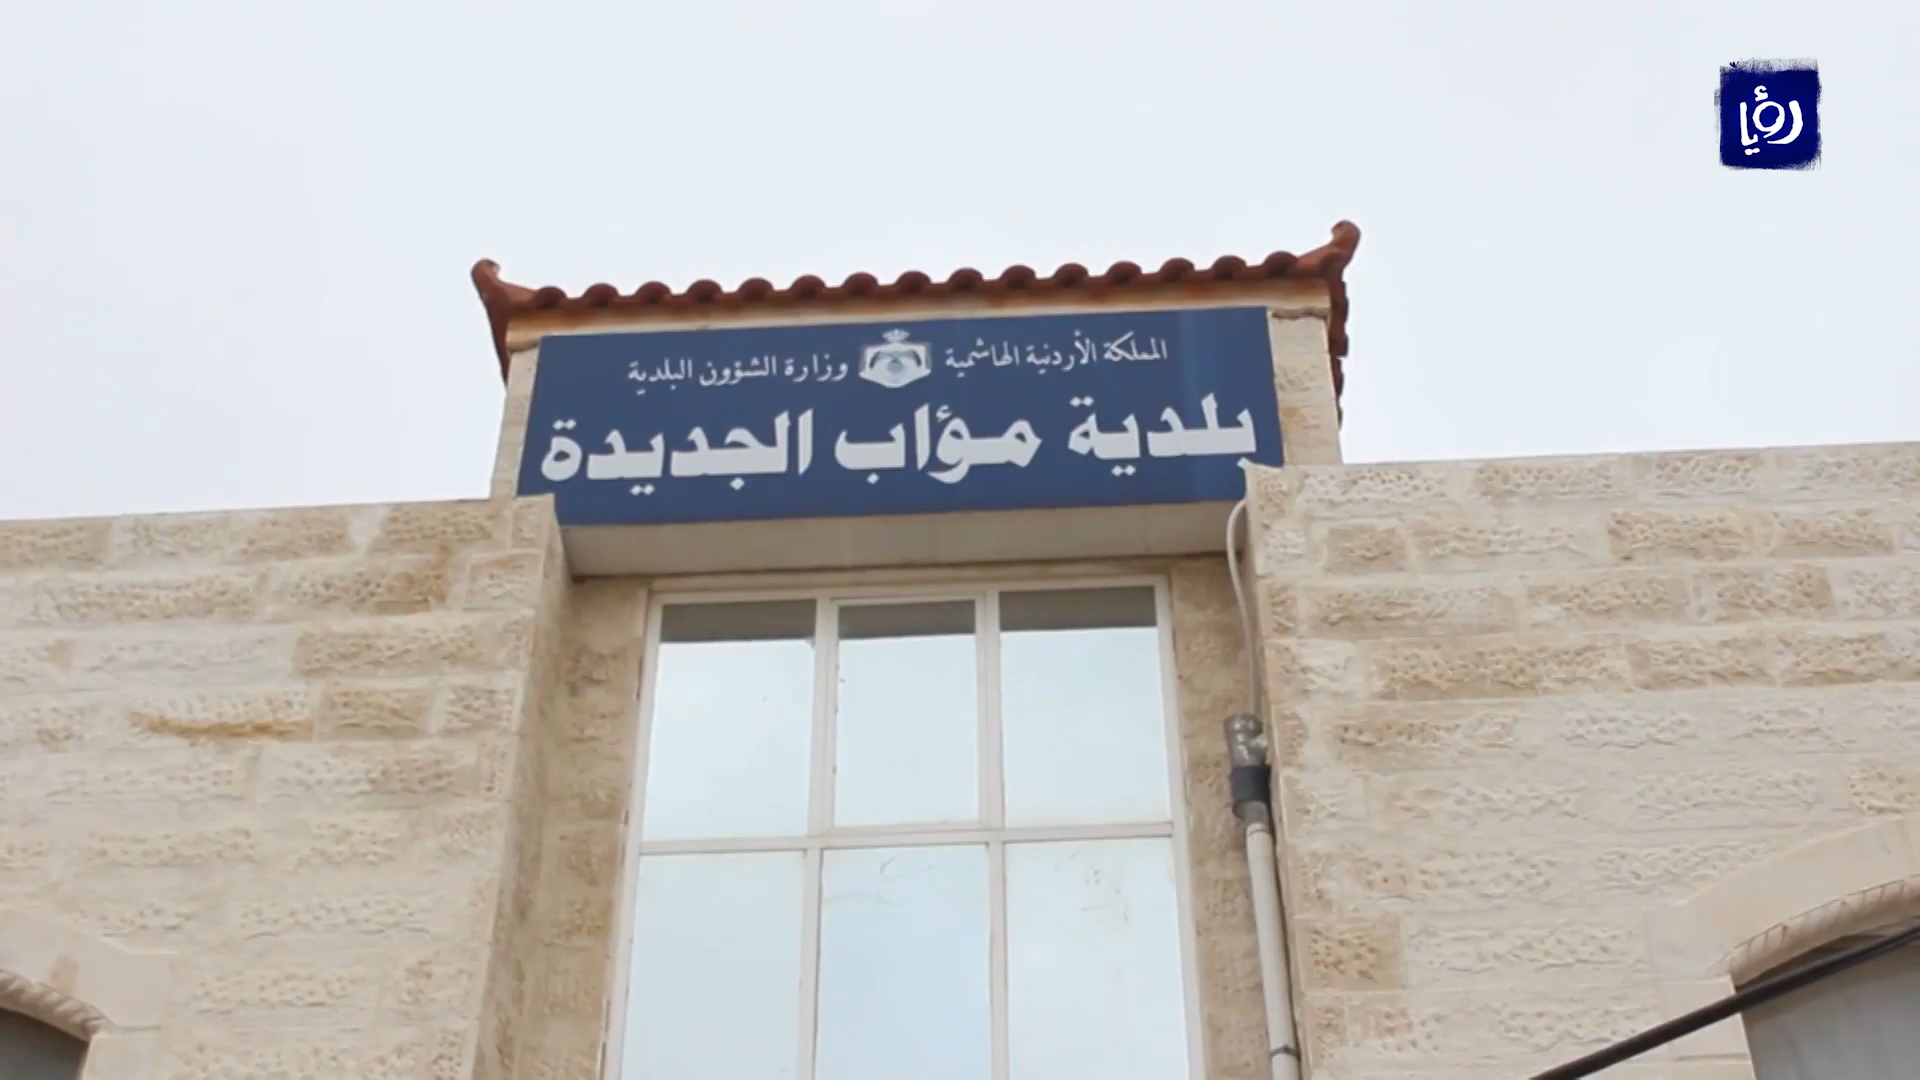 رؤيا
المملكة الأردنية الهاشمية وزارة الشؤون البلدية
بلدية مؤاب الجديدة